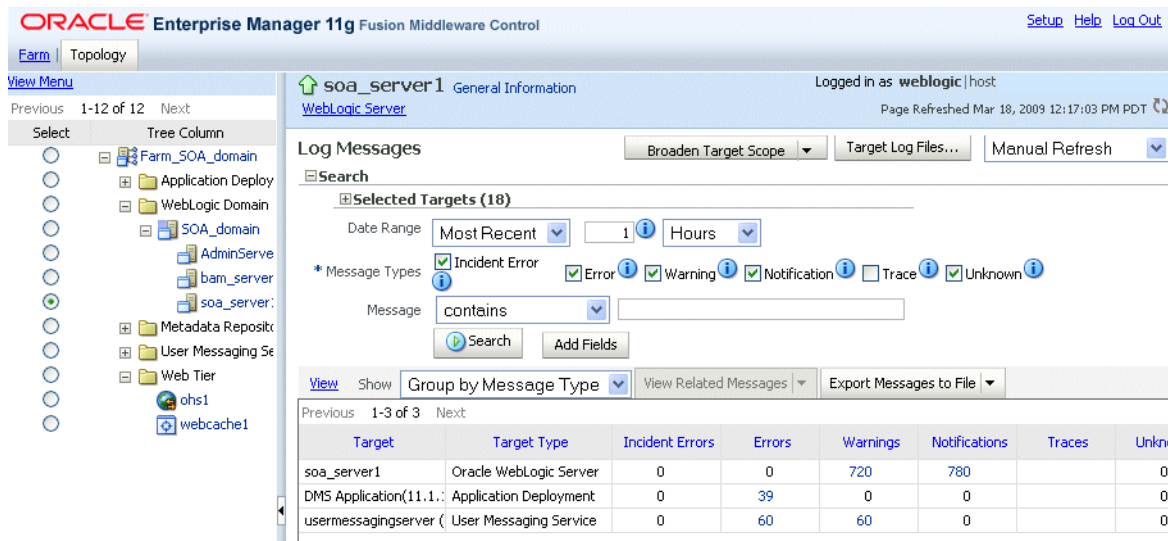 ORACLE Enterprise Manager 11g Fusion Middleware Control
Setup Help Log Out
Farm | Topology
View Menu
Previous 1-12 of 12 Next
Select Tree Column
Farm_SOA_domain
Application Deploy
WebLogic Domain
SOA_domain
AdminServe
bam_server
soa_server
Metadata Reposito
User Messaging Se
Web Tier
ohs1
webcache1
soa_server1 General Information
Logged in as weblogic|host
WebLogic Server
Page Refreshed Mar 18, 2009 12:17:03 PM PDT
Log Messages
Broaden Target Scope
Target Log Files...
Manual Refresh
Search
Selected Targets (18)
Date Range Most Recent 1 Hours
* Message Types Incident Error Error Warning Notification Trace Unknown
Message contains
Search Add Fields
View Show Group by Message Type View Related Messages Export Messages to File
Previous 1-3 of 3 Next
Target Target Type Incident Errors Errors Warnings Notifications Traces Unkn
soa_server1 Oracle WebLogic Server 0 0 720 780 0
DMS Application(11.1. Application Deployment 0 39 0 0 0
usermessagingserver ( User Messaging Service 0 60 60 0 0